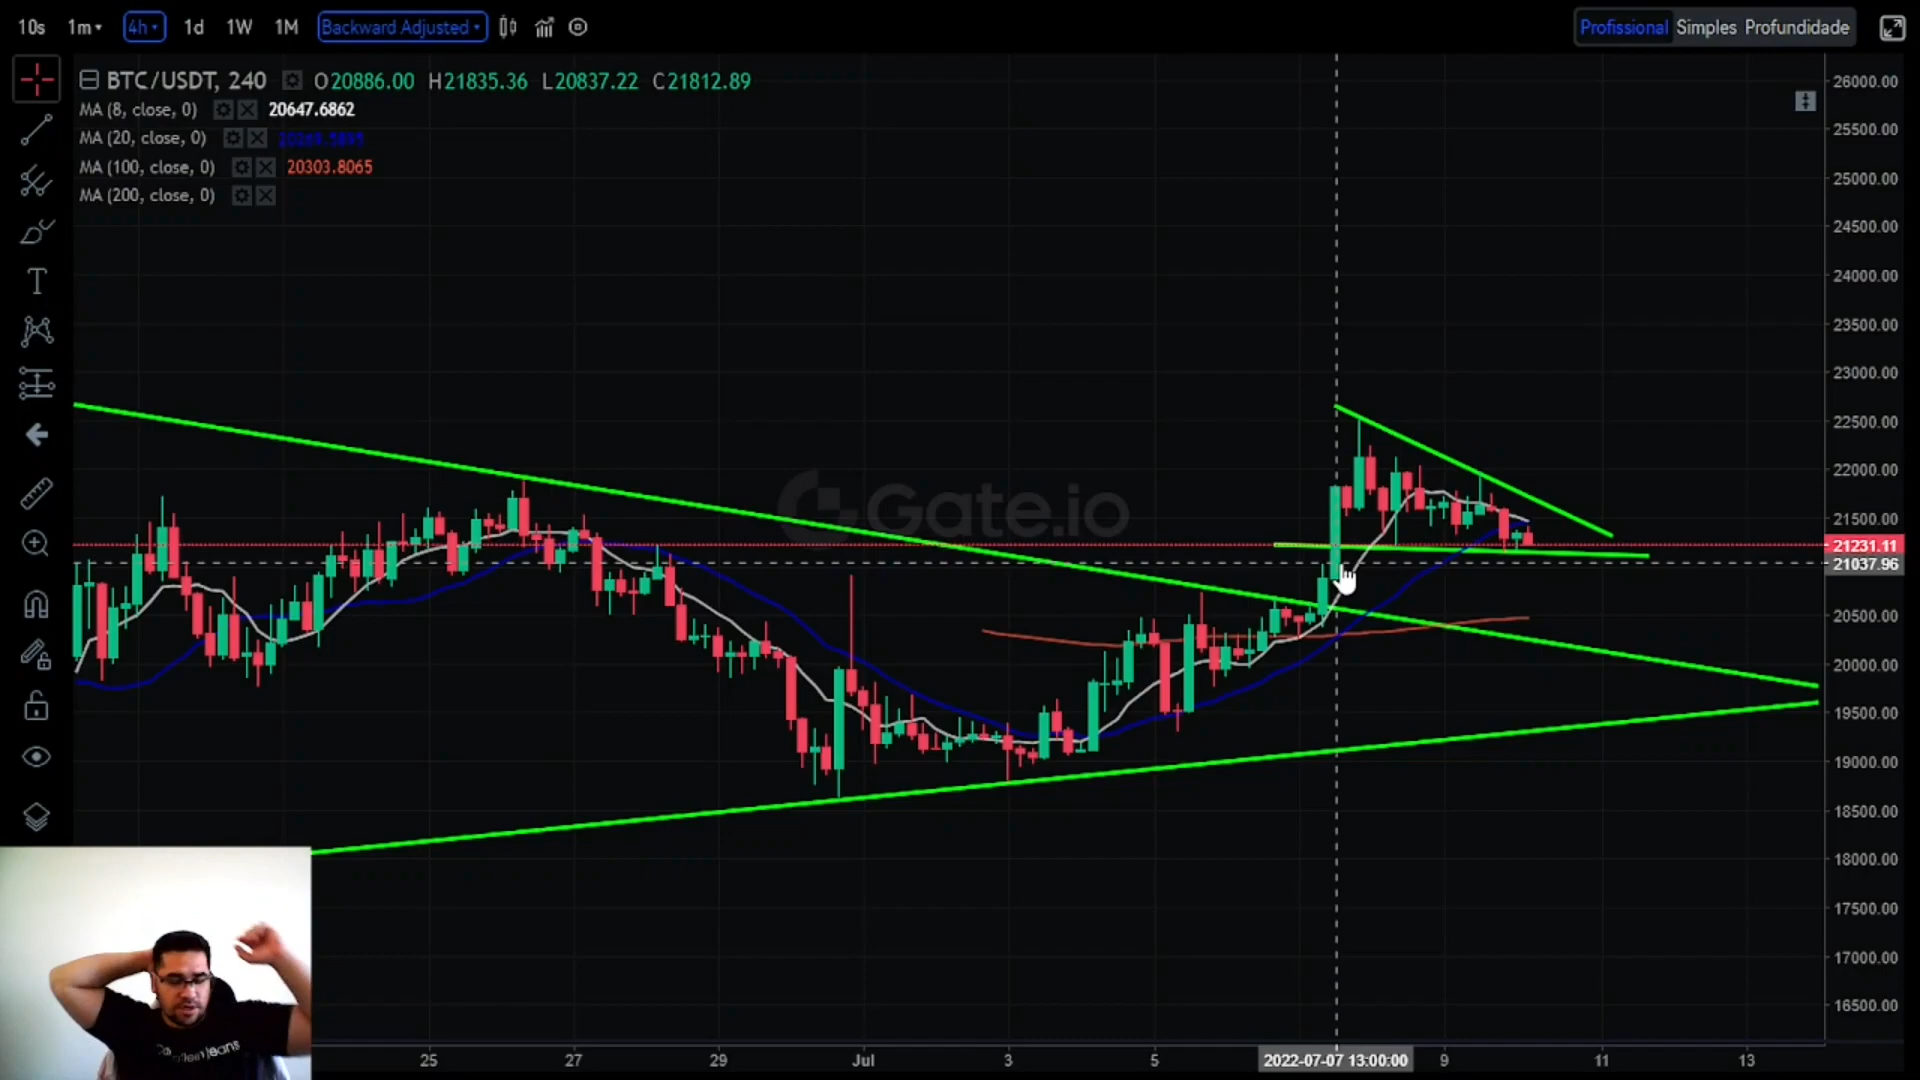 10s 1m 4h 1d 1W 1M Backward Adjusted Profissional Simples Profundidade
BTC/USDT, 240 O20886.00 H21835.36 L20837.22 C21812.89
MA (8, close, 0) 20647.6862
MA (20, close, 0)
MA (100, close, 0) 20303.8065
MA (200, close, 0)
T
Gate.io
26000.00
25500.00
25000.00
24500.00
24000.00
23500.00
23000.00
22500.00
22000.00
21500.00
21231.11
21037.96
20500.00
20000.00
19500.00
19000.00
18500.00
18000.00
17500.00
17000.00
16500.00
25 27 29 Jul 3 5 2022-07-07 13:00:00 9 11 13